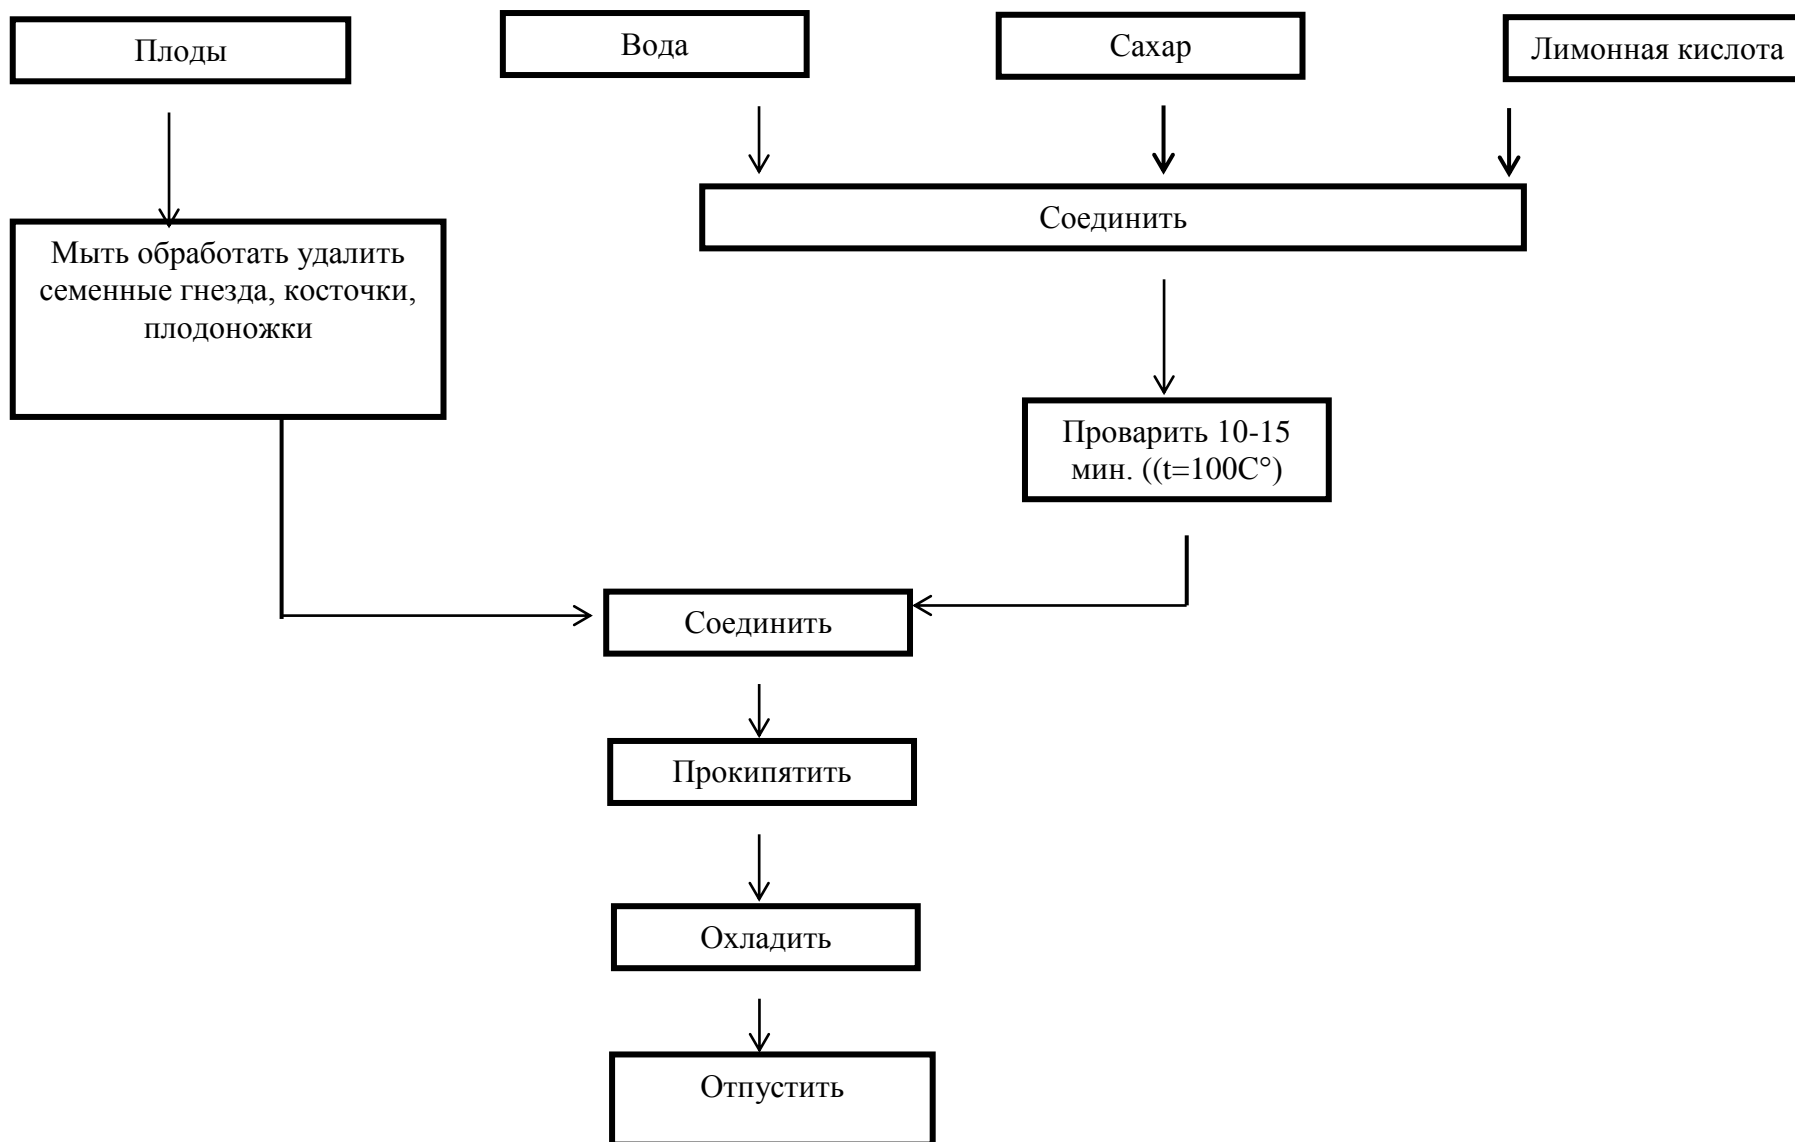 Плоды
Вода
Сахар
Лимонная кислота
Соединить
Мыть обработать удалить
семенные гнезда, косточки,
плодоножки
Проварить 10-15
мин. ((t=100С°)
Соединить
Прокипятить
Охладить
Отпустить